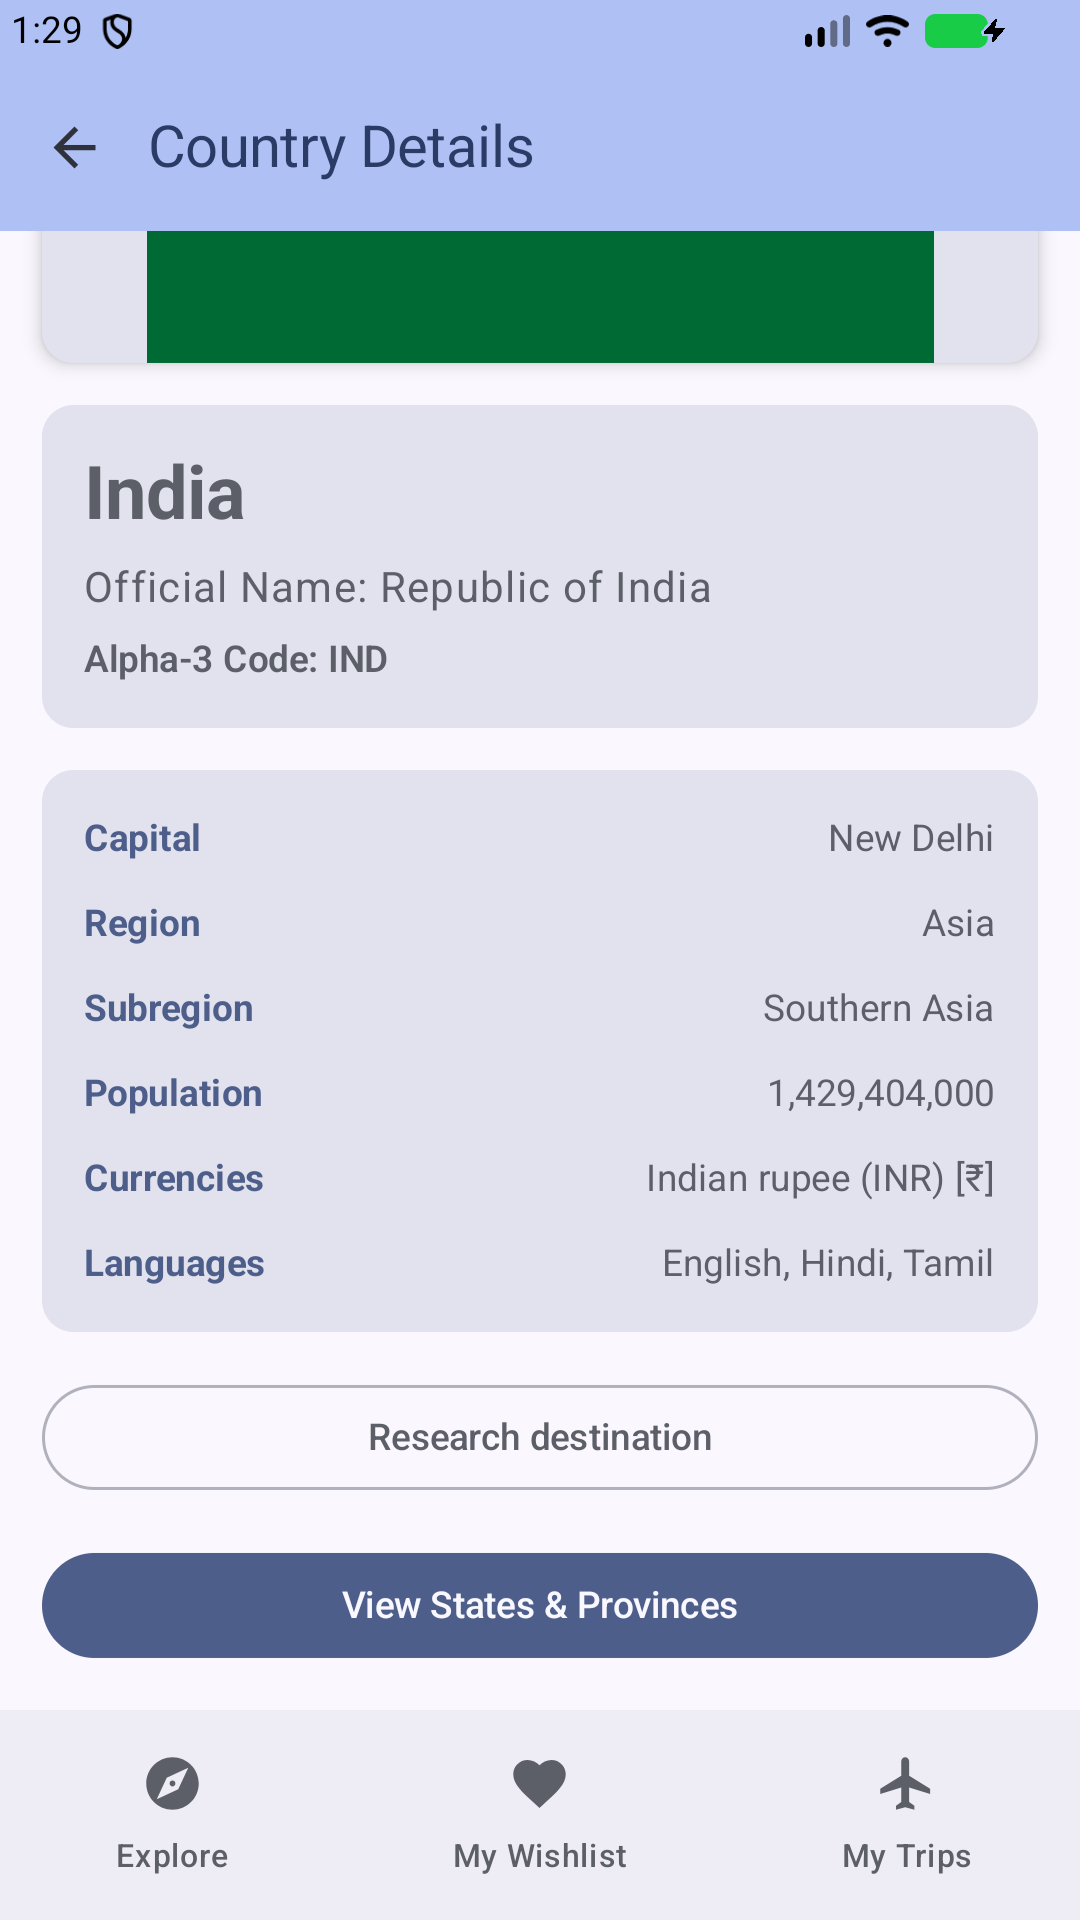 1:29
Country Details
India
Official Name: Republic of India
Alpha-3 Code: IND
Capital New Delhi
Region Asia
Subregion Southern Asia
Population 1,429,404,000
Currencies Indian rupee (INR) [₹]
Languages English, Hindi, Tamil
Research destination
View States & Provinces
Explore My Wishlist My Trips